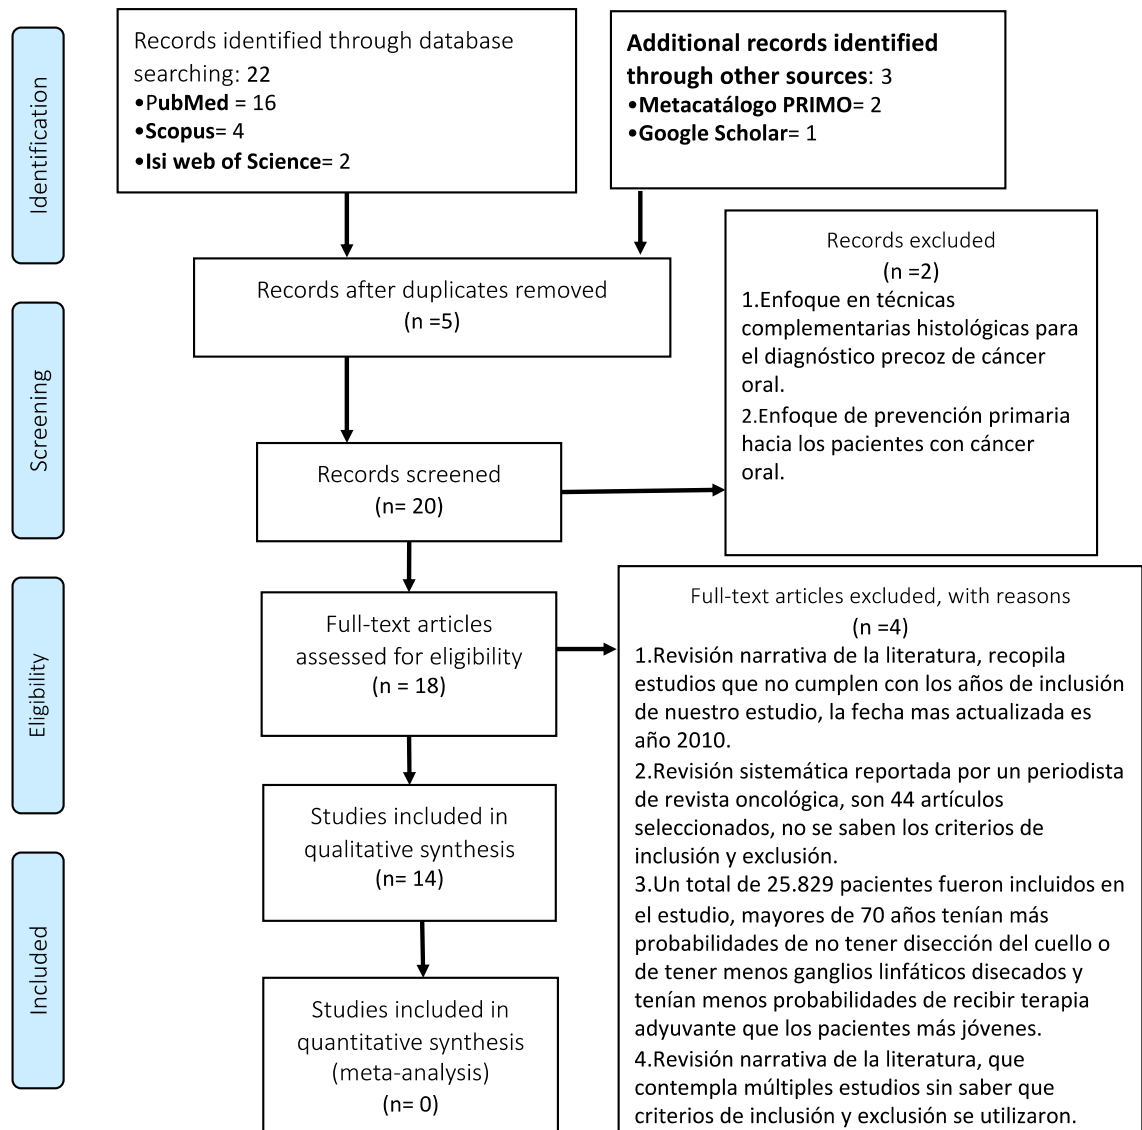 Identification
Records identified through database
searching: 22
•PubMed = 16
•Scopus= 4
•Isi web of Science= 2
Additional records identified
through other sources: 3
•Metacatálogo PRIMO= 2
•Google Scholar= 1
Records after duplicates removed
(n =5)
Screening
Records screened
(n= 20)
Records excluded
(n =2)
1.Enfoque en técnicas
complementarias histológicas para
el diagnóstico precoz de cáncer
oral.
2.Enfoque de prevención primaria
hacia los pacientes con cáncer
oral.
Eligibility
Full-text articles
assessed for eligibility
(n = 18)
Full-text articles excluded, with reasons
(n =4)
1.Revisión narrativa de la literatura, recopila
estudios que no cumplen con los años de inclusión
de nuestro estudio, la fecha mas actualizada es
año 2010.
2.Revisión sistemática reportada por un periodista
de revista oncológica, son 44 artículos
seleccionados, no se saben los criterios de
inclusión y exclusión.
3.Un total de 25.829 pacientes fueron incluidos en
el estudio, mayores de 70 años tenían más
probabilidades de no tener disección del cuello o
de tener menos ganglios linfáticos disecados y
tenían menos probabilidades de recibir terapia
adyuvante que los pacientes más jóvenes.
4.Revisión narrativa de la literatura, que
contempla múltiples estudios sin saber que
criterios de inclusión y exclusión se utilizaron.
Studies included in
qualitative synthesis
(n= 14)
Included
Studies included in
quantitative synthesis
(meta-analysis)
(n= 0)